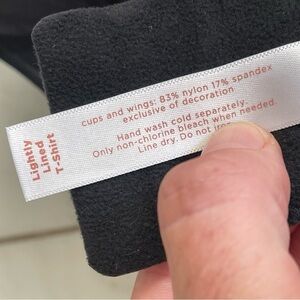 Lightly
Lined
T-Shirt
cups and wings: 83% nylon 17% spandex
exclusive of decoration
Hand wash cold separately.
Only non-chlorine bleach when needed.
Line dry. Do not iron